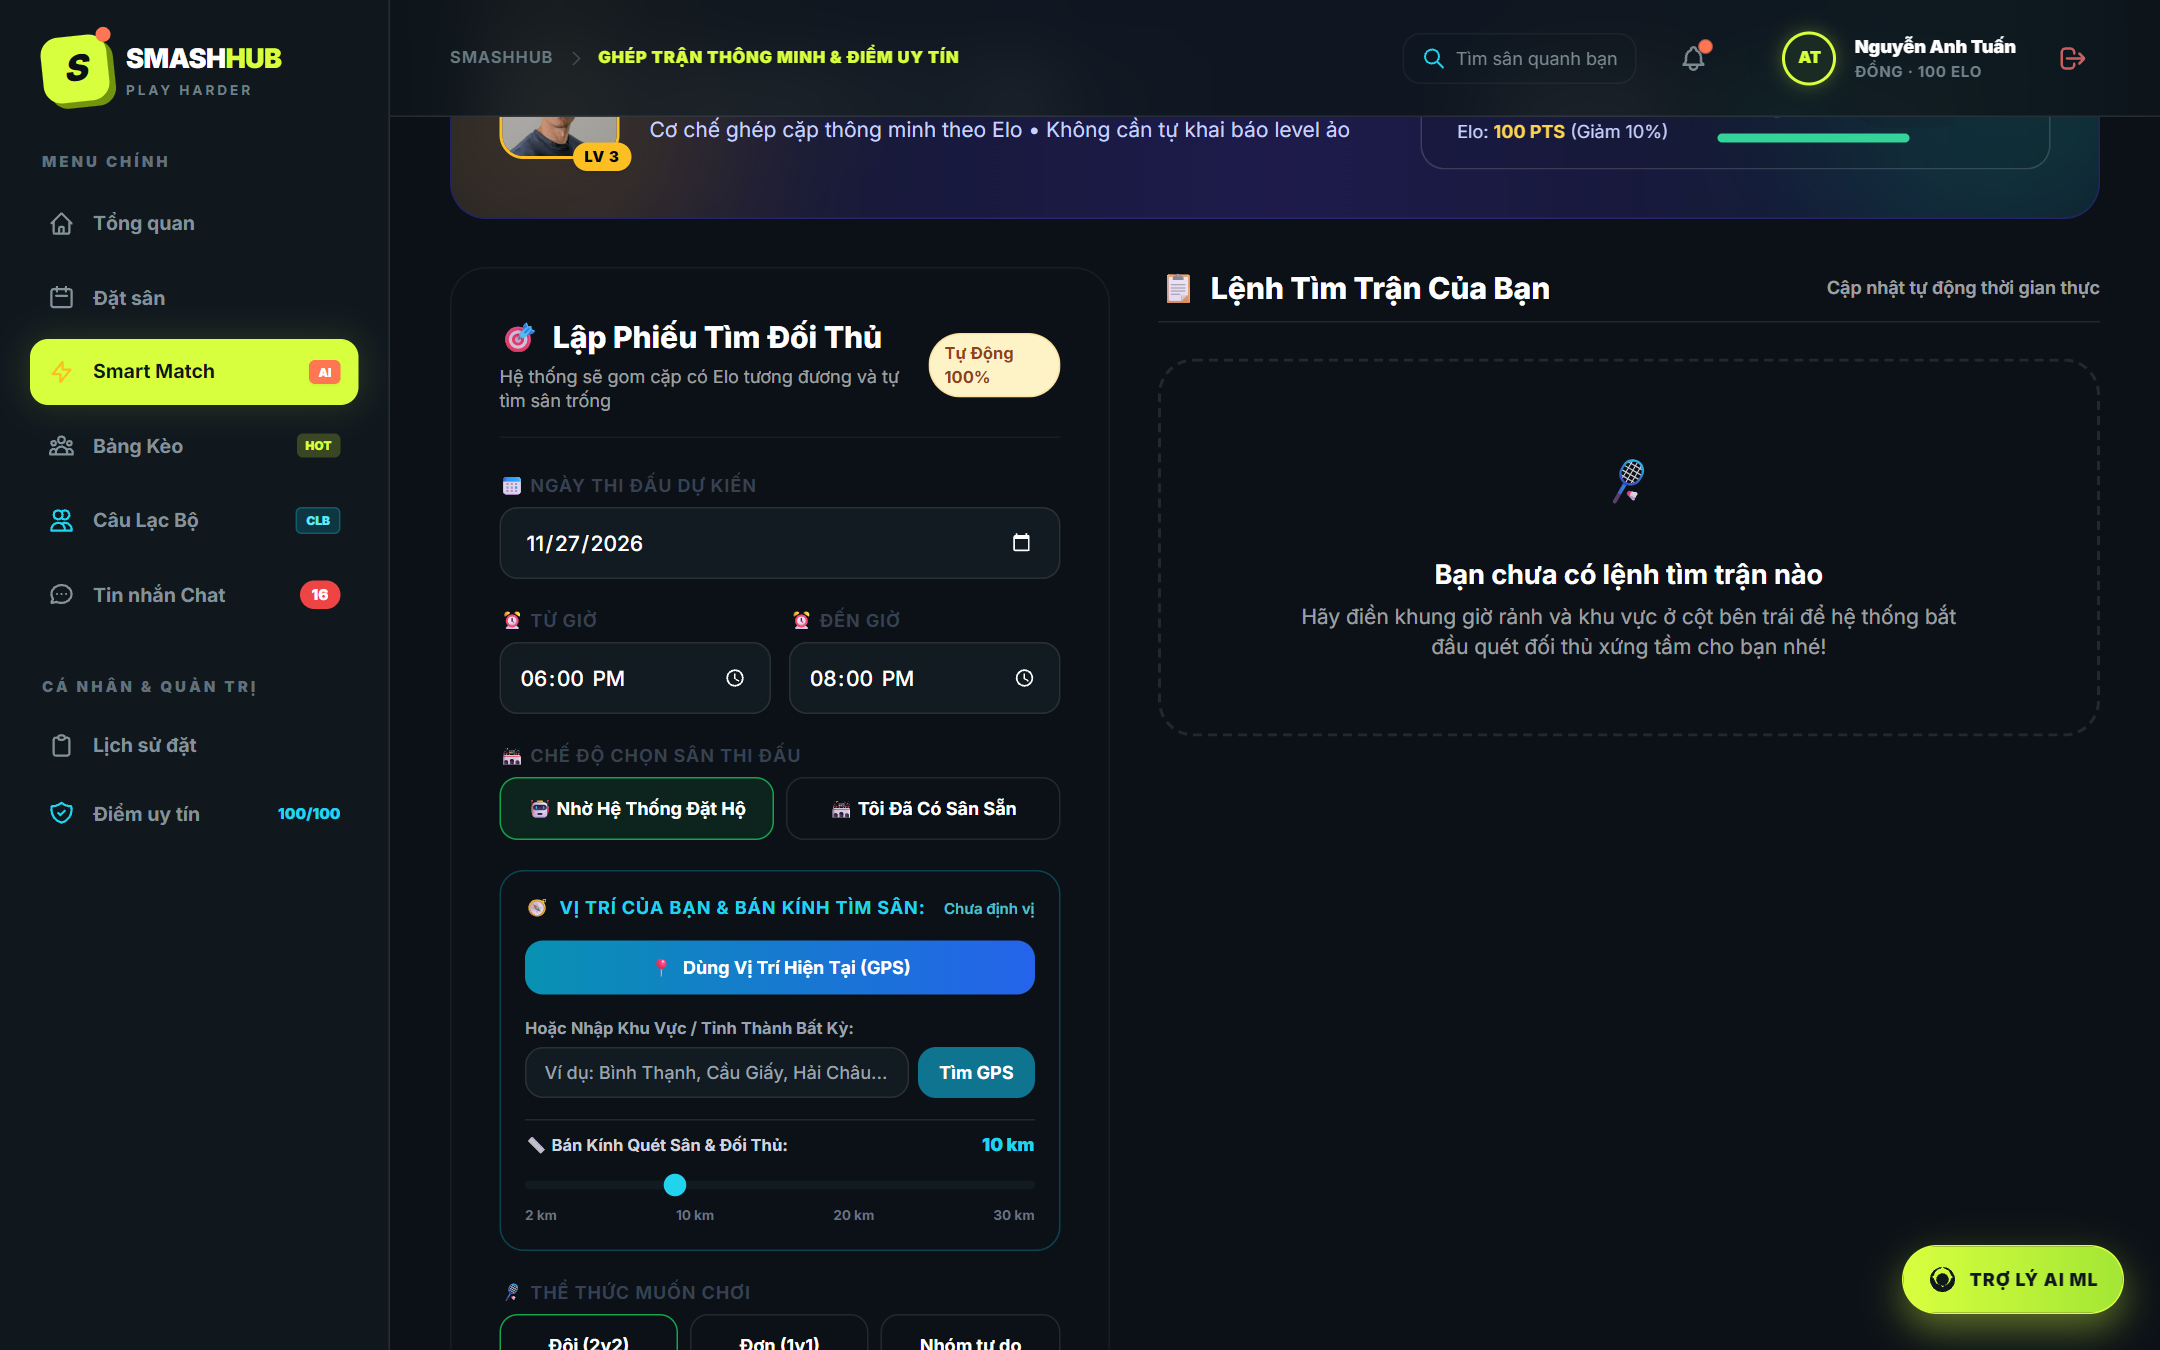 S
SMASHHUB
PLAY HARDER
MENU CHÍNH
Tổng quan
Đặt sân
Smart Match
AI
Bảng Kèo
HOT
Câu Lạc Bộ
CLB
Tin nhắn Chat
16
CÁ NHÂN & QUẢN TRỊ
Lịch sử đặt
Điểm uy tín
100/100
SMASHHUB
GHÉP TRẬN THÔNG MINH & ĐIỂM UY TÍN
Tìm sân quanh bạn
AT
Nguyễn Anh Tuấn
ĐỒNG · 100 ELO
LV 3
Cơ chế ghép cặp thông minh theo Elo • Không cần tự khai báo level ảo
Elo: 100 PTS (Giảm 10%)
Lập Phiếu Tìm Đối Thủ
Hệ thống sẽ gom cặp có Elo tương đương và tự
tìm sân trống
Tự Động
100%
NGÀY THI ĐẤU DỰ KIẾN
11/27/2026
TỪ GIỜ
ĐẾN GIỜ
06:00 PM
08:00 PM
CHẾ ĐỘ CHỌN SÂN THI ĐẤU
Nhờ Hệ Thống Đặt Hộ
Tôi Đã Có Sân Sẵn
VỊ TRÍ CỦA BẠN & BÁN KÍNH TÌM SÂN:
Chưa định vị
Dùng Vị Trí Hiện Tại (GPS)
Hoặc Nhập Khu Vực / Tỉnh Thành Bất Kỳ:
Ví dụ: Bình Thạnh, Cầu Giấy, Hải Châu...
Tìm GPS
Bán Kính Quét Sân & Đối Thủ:
10 km
2 km
10 km
20 km
30 km
THỂ THỨC MUỐN CHƠI
Đôi (2v2)
Đơn (1v1)
Nhóm tự do
Lệnh Tìm Trận Của Bạn
Cập nhật tự động thời gian thực
Bạn chưa có lệnh tìm trận nào
Hãy điền khung giờ rảnh và khu vực ở cột bên trái để hệ thống bắt
đầu quét đối thủ xứng tầm cho bạn nhé!
TRỢ LÝ AI ML